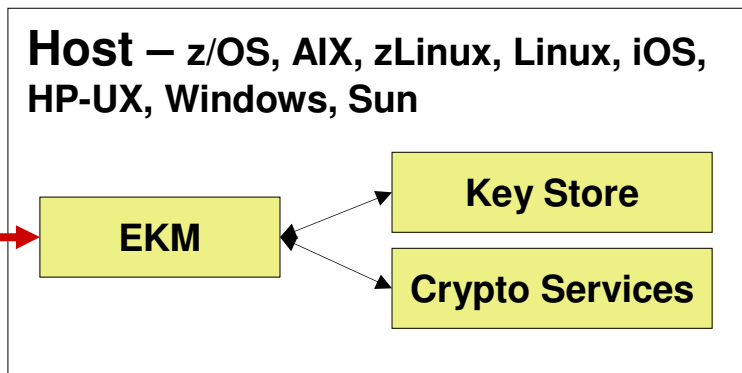 Host – z/OS, AIX, zLinux, Linux, iOS,
HP-UX, Windows, Sun
Key Store
EKM
Crypto Services